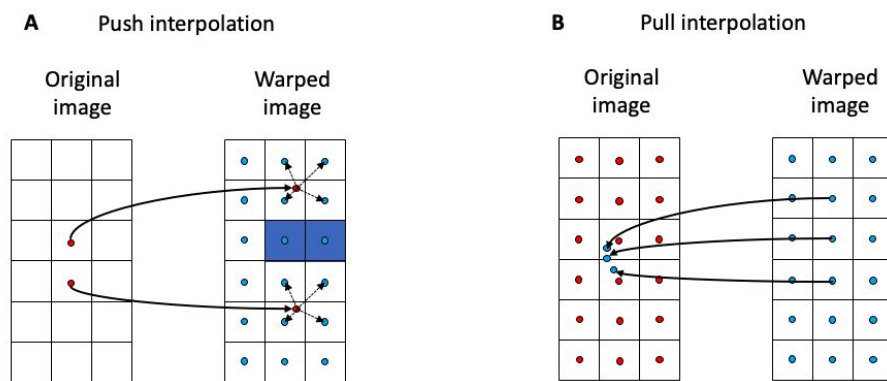 A Push interpolation
Original
image
Warped
image
B Pull interpolation
Original
image
Warped
image